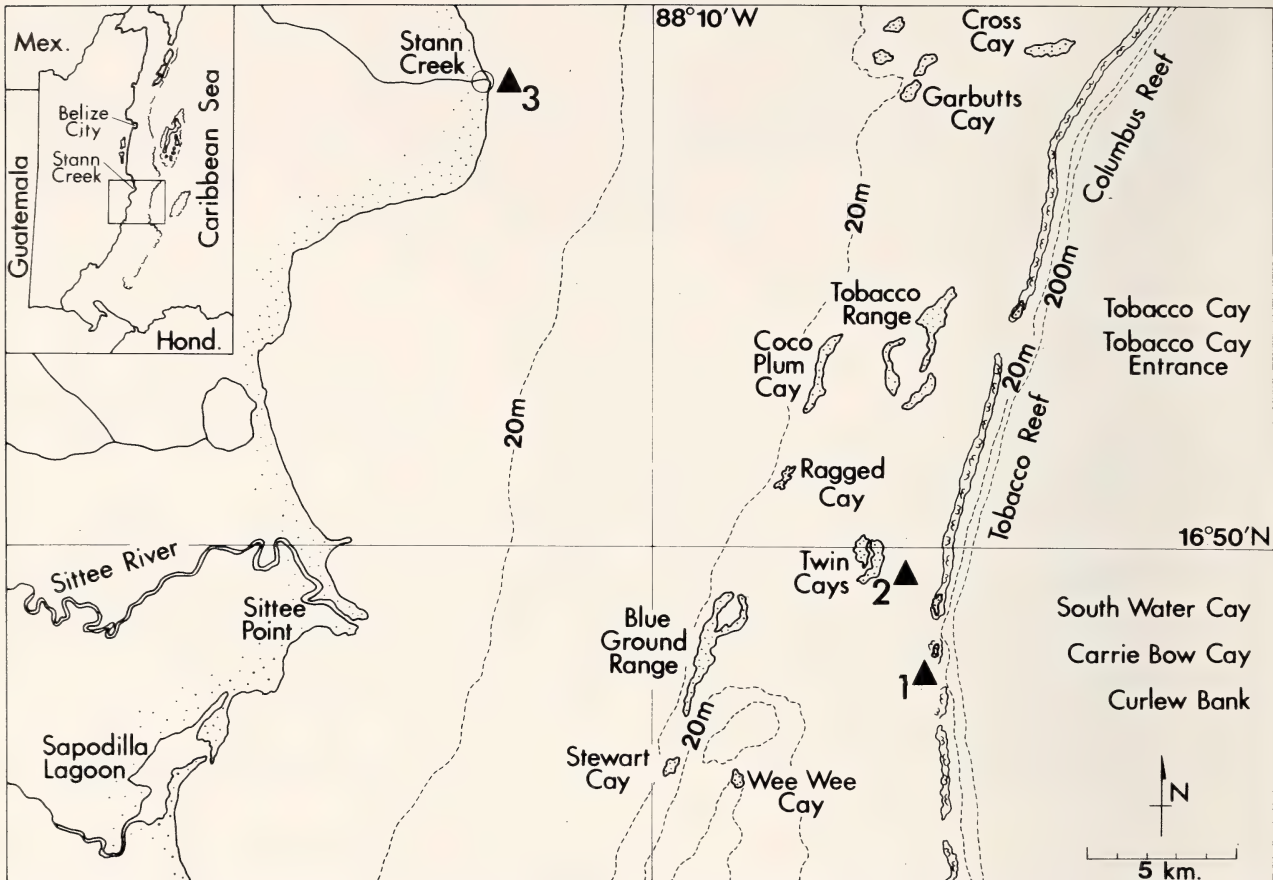 Mex.
Belize
City
Stann
Creek
Guatemala
Caribbean Sea
Hond.
Stann
Creek
3
88°10'W
Cross
Cay
Garbutts
Cay
Columbus Reef
20m
200m
Tobacco
Range
Coco
Plum
Cay
Tobacco Cay
Tobacco Cay
Entrance
20m
20m
Tobacco Reef
Ragged
Cay
16°50'N
Sittee River
Sittee
Point
Twin
Cays
2
Blue
Ground
Range
South Water Cay
Carrie Bow Cay
Curlew Bank
1
20m
Sapodilla
Lagoon
Stewart
Cay
Wee Wee
Cay
N
5 km.